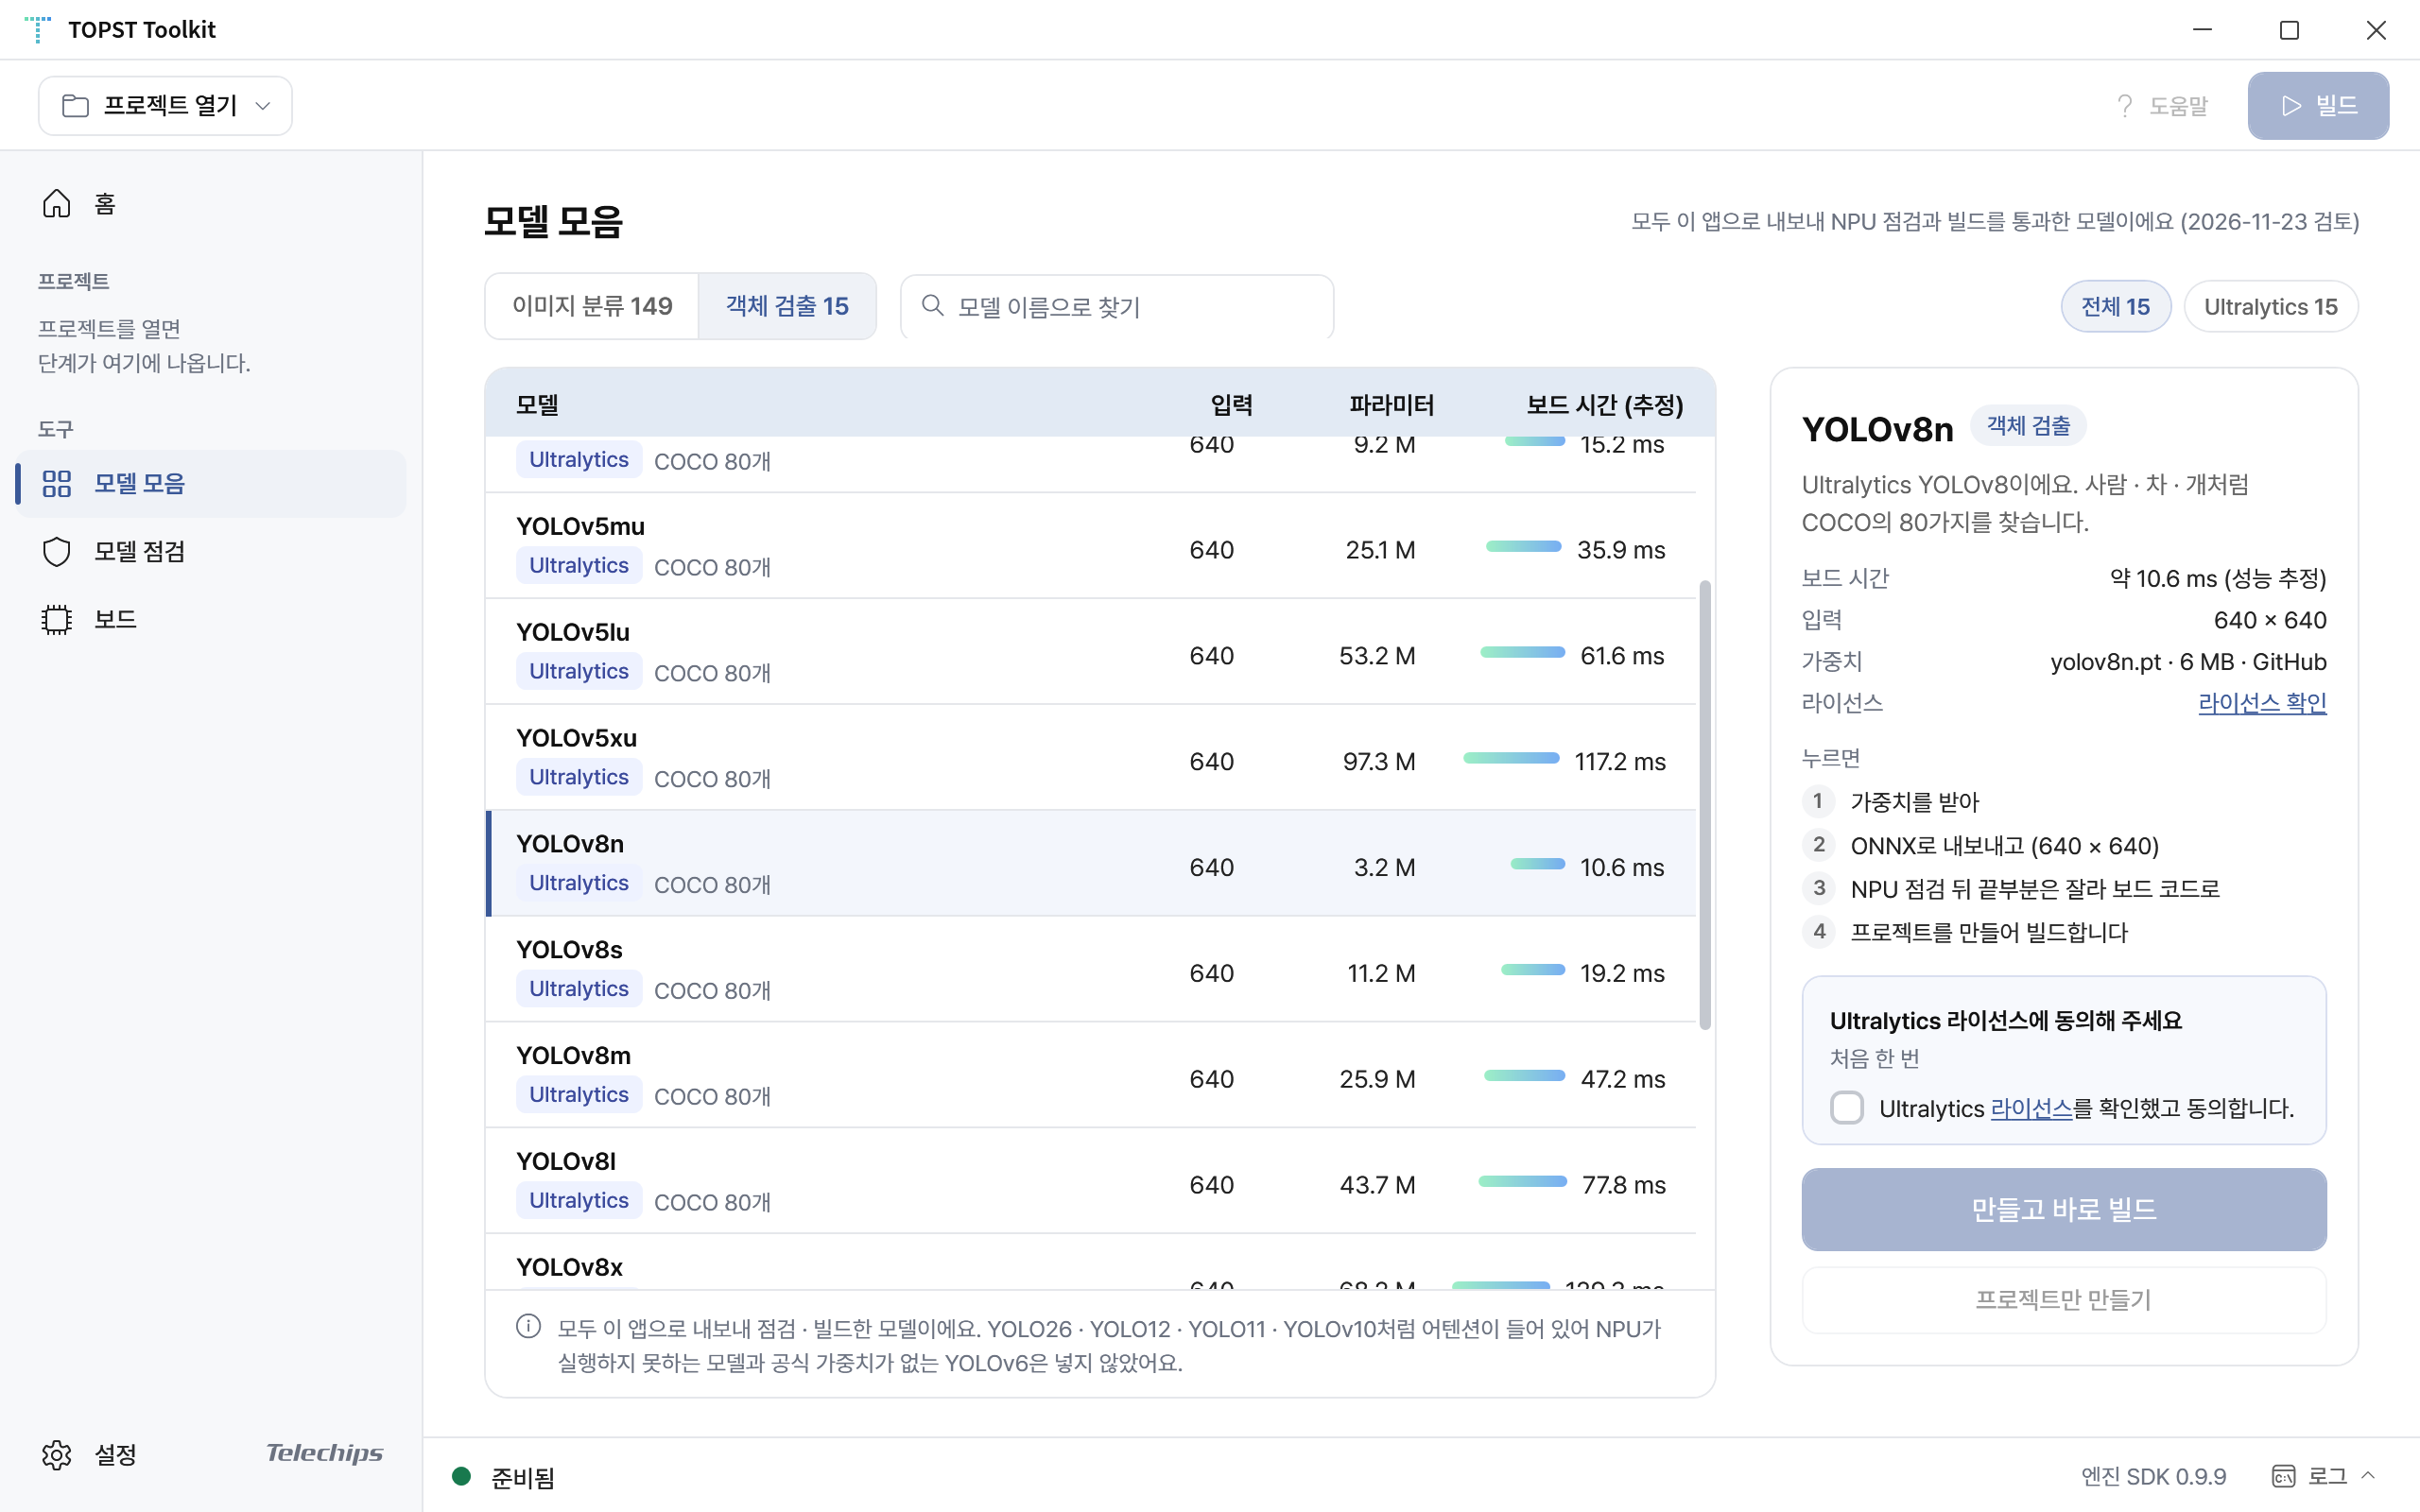 TOPST Toolkit
프로젝트 열기
? 도움말
빌드
홈
프로젝트
프로젝트를 열면
단계가 여기에 나옵니다.
도구
모델 모음
모델 점검
보드
설정
Telechips
모델 모음
모두 이 앱으로 내보내 NPU 점검과 빌드를 통과한 모델이에요 (2026-11-23 검토)
이미지 분류 149
객체 검출 15
모델 이름으로 찾기
전체 15
Ultralytics 15
모델 입력 파라미터 보드 시간 (추정)
640 9.2 M 15.2 ms
Ultralytics COCO 80개
YOLOv5mu
640 25.1 M 35.9 ms
Ultralytics COCO 80개
YOLOv5lu
640 53.2 M 61.6 ms
Ultralytics COCO 80개
YOLOv5xu
640 97.3 M 117.2 ms
Ultralytics COCO 80개
YOLOv8n
640 3.2 M 10.6 ms
Ultralytics COCO 80개
YOLOv8s
640 11.2 M 19.2 ms
Ultralytics COCO 80개
YOLOv8m
640 25.9 M 47.2 ms
Ultralytics COCO 80개
YOLOv8l
640 43.7 M 77.8 ms
Ultralytics COCO 80개
YOLOv8x
모두 이 앱으로 내보내 점검 · 빌드한 모델이에요. YOLO26 · YOLO12 · YOLO11 · YOLOv10처럼 어텐션이 들어 있어 NPU가
실행하지 못하는 모델과 공식 가중치가 없는 YOLOv6은 넣지 않았어요.
YOLOv8n 객체 검출
Ultralytics YOLOv8이에요. 사람 · 차 · 개처럼
COCO의 80가지를 찾습니다.
보드 시간 약 10.6 ms (성능 추정)
입력 640 × 640
가중치 yolov8n.pt · 6 MB · GitHub
라이선스 라이선스 확인
누르면
1 가중치를 받아
2 ONNX로 내보내고 (640 × 640)
3 NPU 점검 뒤 끝부분은 잘라 보드 코드로
4 프로젝트를 만들어 빌드합니다
Ultralytics 라이선스에 동의해 주세요
처음 한 번
Ultralytics 라이선스를 확인했고 동의합니다.
만들고 바로 빌드
프로젝트만 만들기
준비됨
엔진 SDK 0.9.9
로그